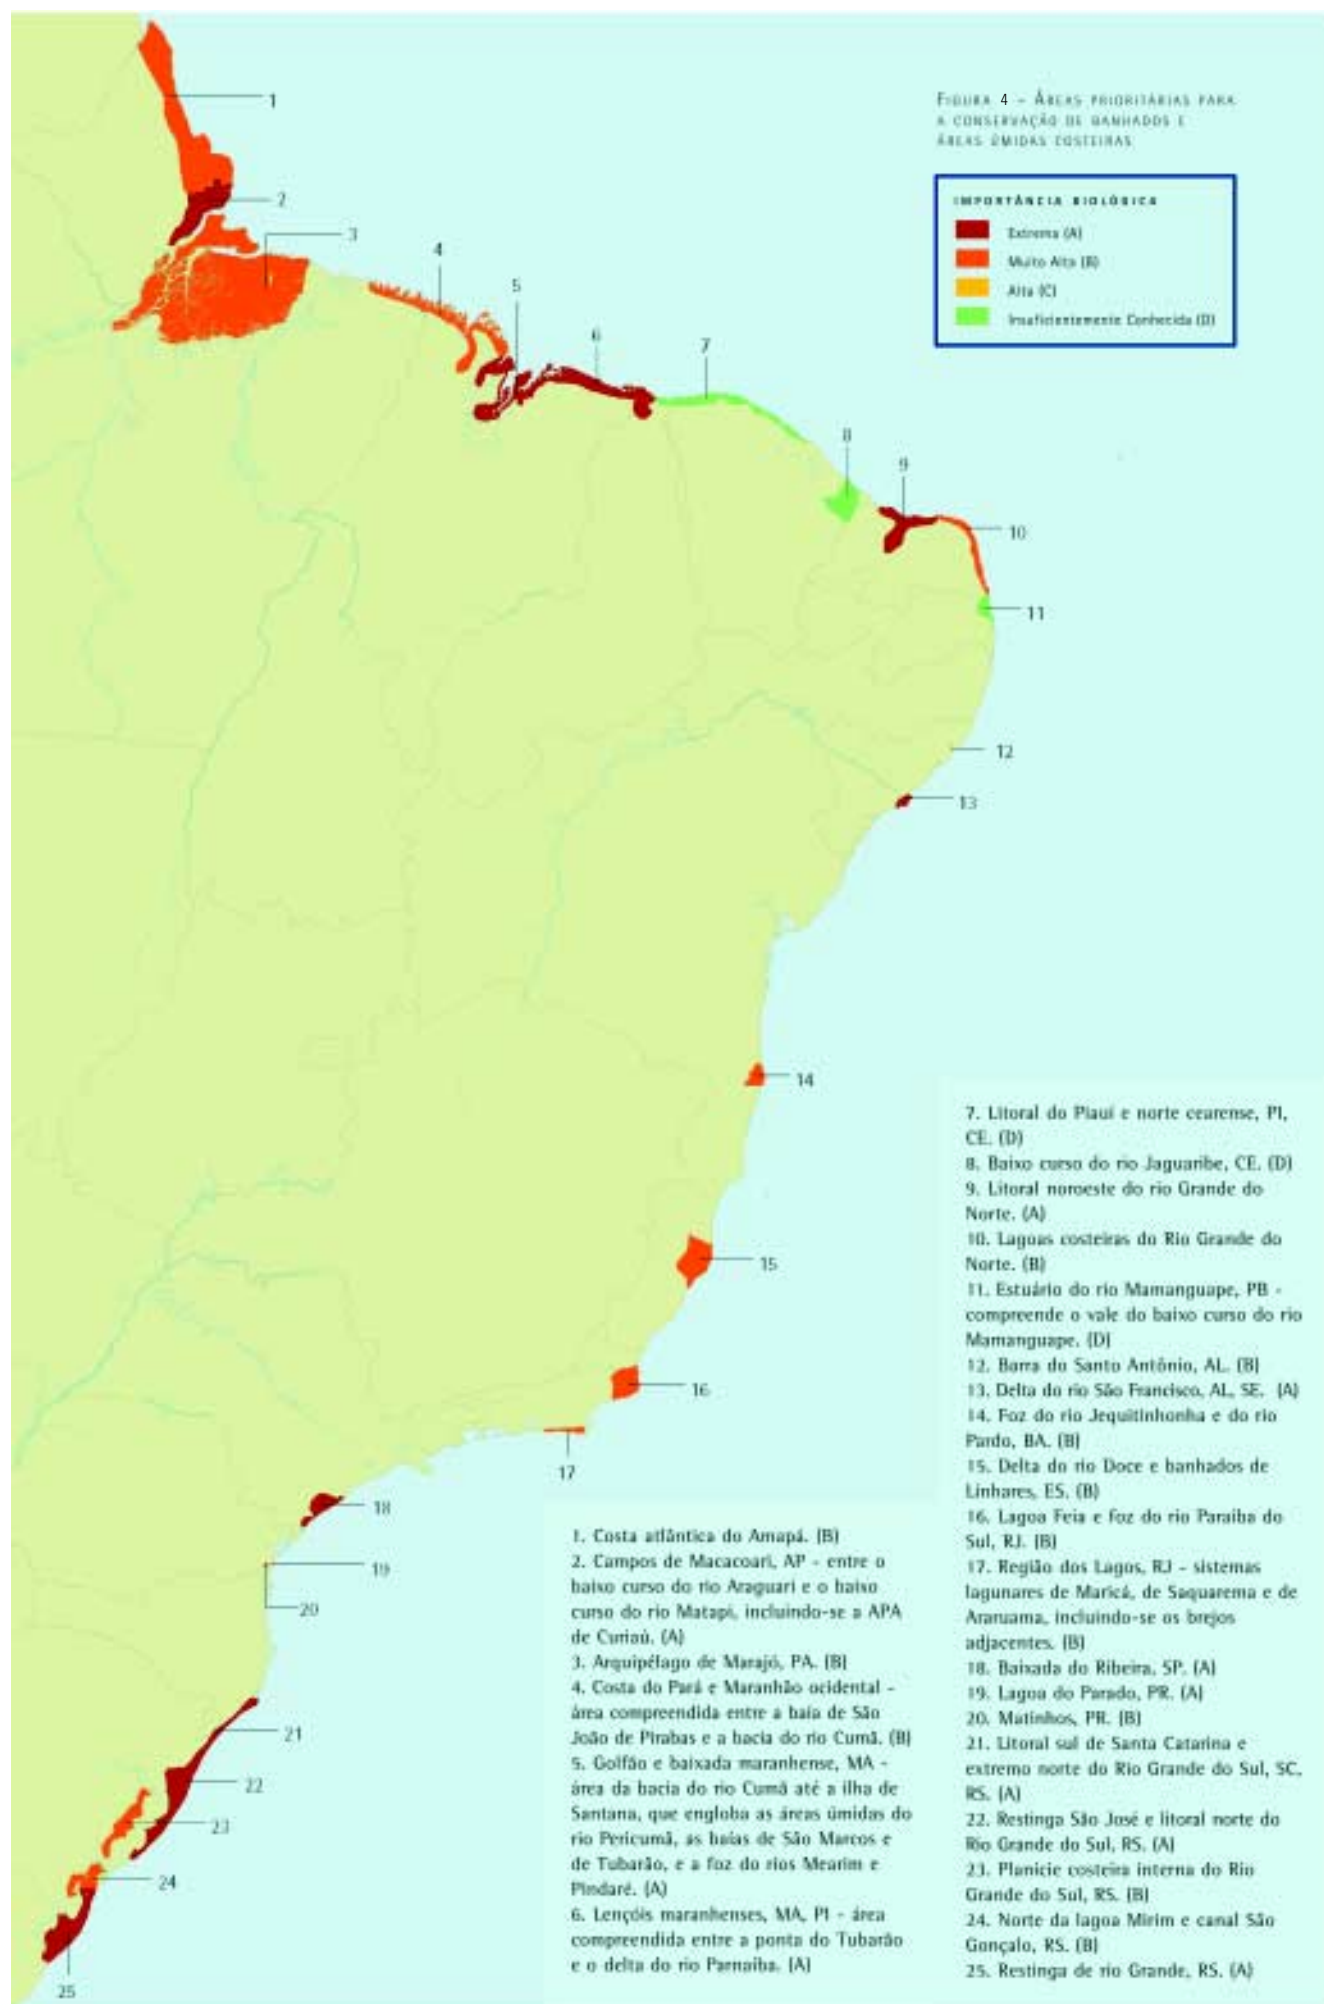 1
2
3
4
5
6
7
8
9
10
11
12
13
14
15
16
17
18
19
20
21
22
23
24
25
FIGURA 4 – ÁREAS PRIORITÁRIAS PARA
A CONSERVAÇÃO DE BANHADOS E
ÁREAS ÚMIDAS COSTEIRAS
IMPORTÂNCIA BIOLÓGICA
Extrema (A)
Muito Alta (B)
Alta (C)
Insuficientemente Conhecida (D)
1. Costa atlântica do Amapá. (B)
2. Campos de Macacoari, AP - entre o
baixo curso do rio Araguari e o baixo
curso do rio Matapi, incluindo-se a APA
de Curiaú. (A)
3. Arquipélago de Marajó, PA. (B)
4. Costa do Pará e Maranhão ocidental -
área compreendida entre a baía de São
João de Pirabas e a bacia do rio Cumã. (B)
5. Golfão e baixada maranhense, MA -
área da bacia do rio Cumã até a ilha de
Santana, que engloba as áreas úmidas do
rio Pericumã, as baías de São Marcos e
de Tubarão, e a foz do rios Mearim e
Pindaré. (A)
6. Lençóis maranhenses, MA, PI - área
compreendida entre a ponta do Tubarão
e o delta do rio Parnaíba. (A)
7. Litoral do Piauí e norte cearense, PI,
CE. (D)
8. Baixo curso do rio Jaguaribe, CE. (D)
9. Litoral noroeste do rio Grande do
Norte. (A)
10. Lagoas costeiras do Rio Grande do
Norte. (B)
11. Estuário do rio Mamanguape, PB -
compreende o vale do baixo curso do rio
Mamanguape. (D)
12. Barra do Santo Antônio, AL. (B)
13. Delta do rio São Francisco, AL, SE. (A)
14. Foz do rio Jequitinhonha e do rio
Pardo, BA. (B)
15. Delta do rio Doce e banhados de
Linhares, ES. (B)
16. Lagoa Feia e foz do rio Paraíba do
Sul, RJ. (B)
17. Região dos Lagos, RJ - sistemas
lagunares de Maricá, de Saquarema e de
Araruama, incluindo-se os brejos
adjacentes. (B)
18. Baixada do Ribeira, SP. (A)
19. Lagoa do Parado, PR. (A)
20. Matinhos, PR. (B)
21. Litoral sul de Santa Catarina e
extremo norte do Rio Grande do Sul, SC,
RS. (A)
22. Restinga São José e litoral norte do
Rio Grande do Sul, RS. (A)
23. Planície costeira interna do Rio
Grande do Sul, RS. (B)
24. Norte da lagoa Mirim e canal São
Gonçalo, RS. (B)
25. Restinga de rio Grande, RS. (A)